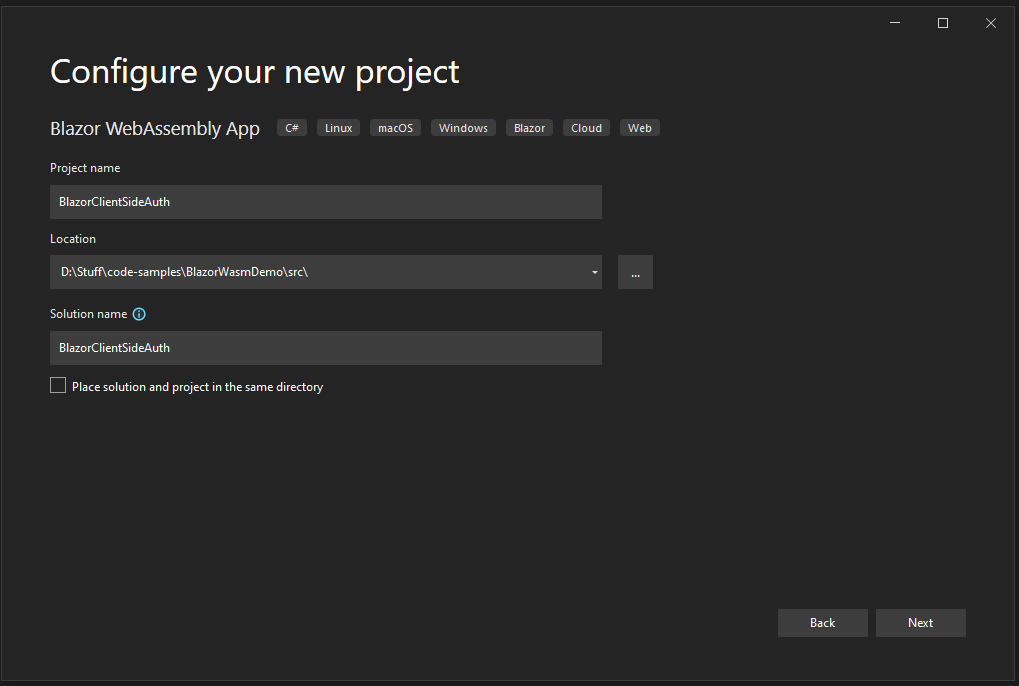 Configure your new project
Blazor WebAssembly App C# Linux macOS Windows Blazor Cloud Web
Project name
BlazorClientSideAuth
Location
D:\Stuff\code-samples\BlazorWasmDemo\src\
...
Solution name
BlazorClientSideAuth
Place solution and project in the same directory
Back Next